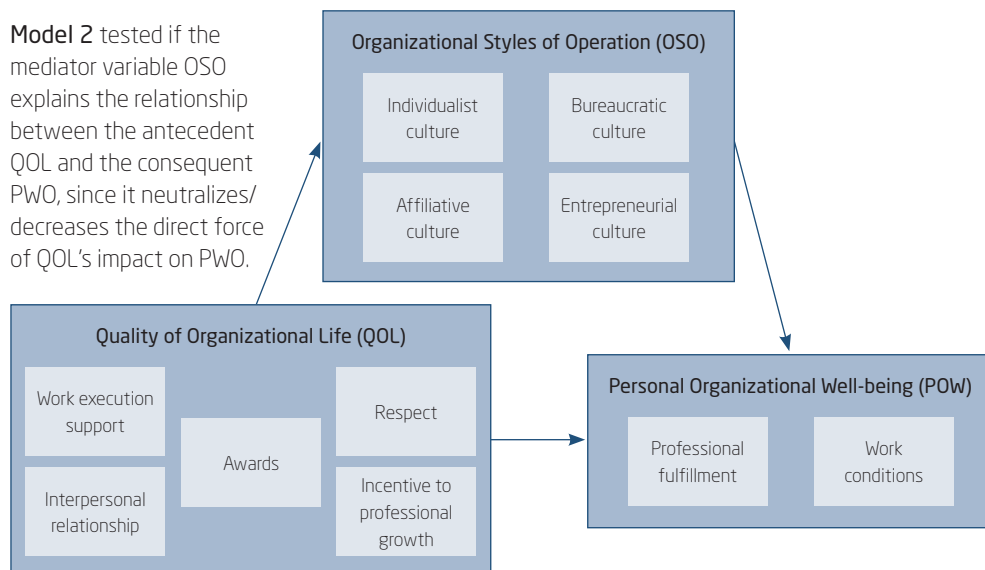 Model 2 tested if the
mediator variable OSO
explains the relationship
between the antecedent
QOL and the consequent
PWO, since it neutralizes/
decreases the direct force
of QOL's impact on PWO.
Organizational Styles of Operation (OSO)
Individualist
culture
Bureaucratic
culture
Affiliative
culture
Entrepreneurial
culture
Quality of Organizational Life (QOL)
Work execution
support
Awards
Respect
Interpersonal
relationship
Incentive to
professional
growth
Personal Organizational Well-being (POW)
Professional
fulfillment
Work
conditions